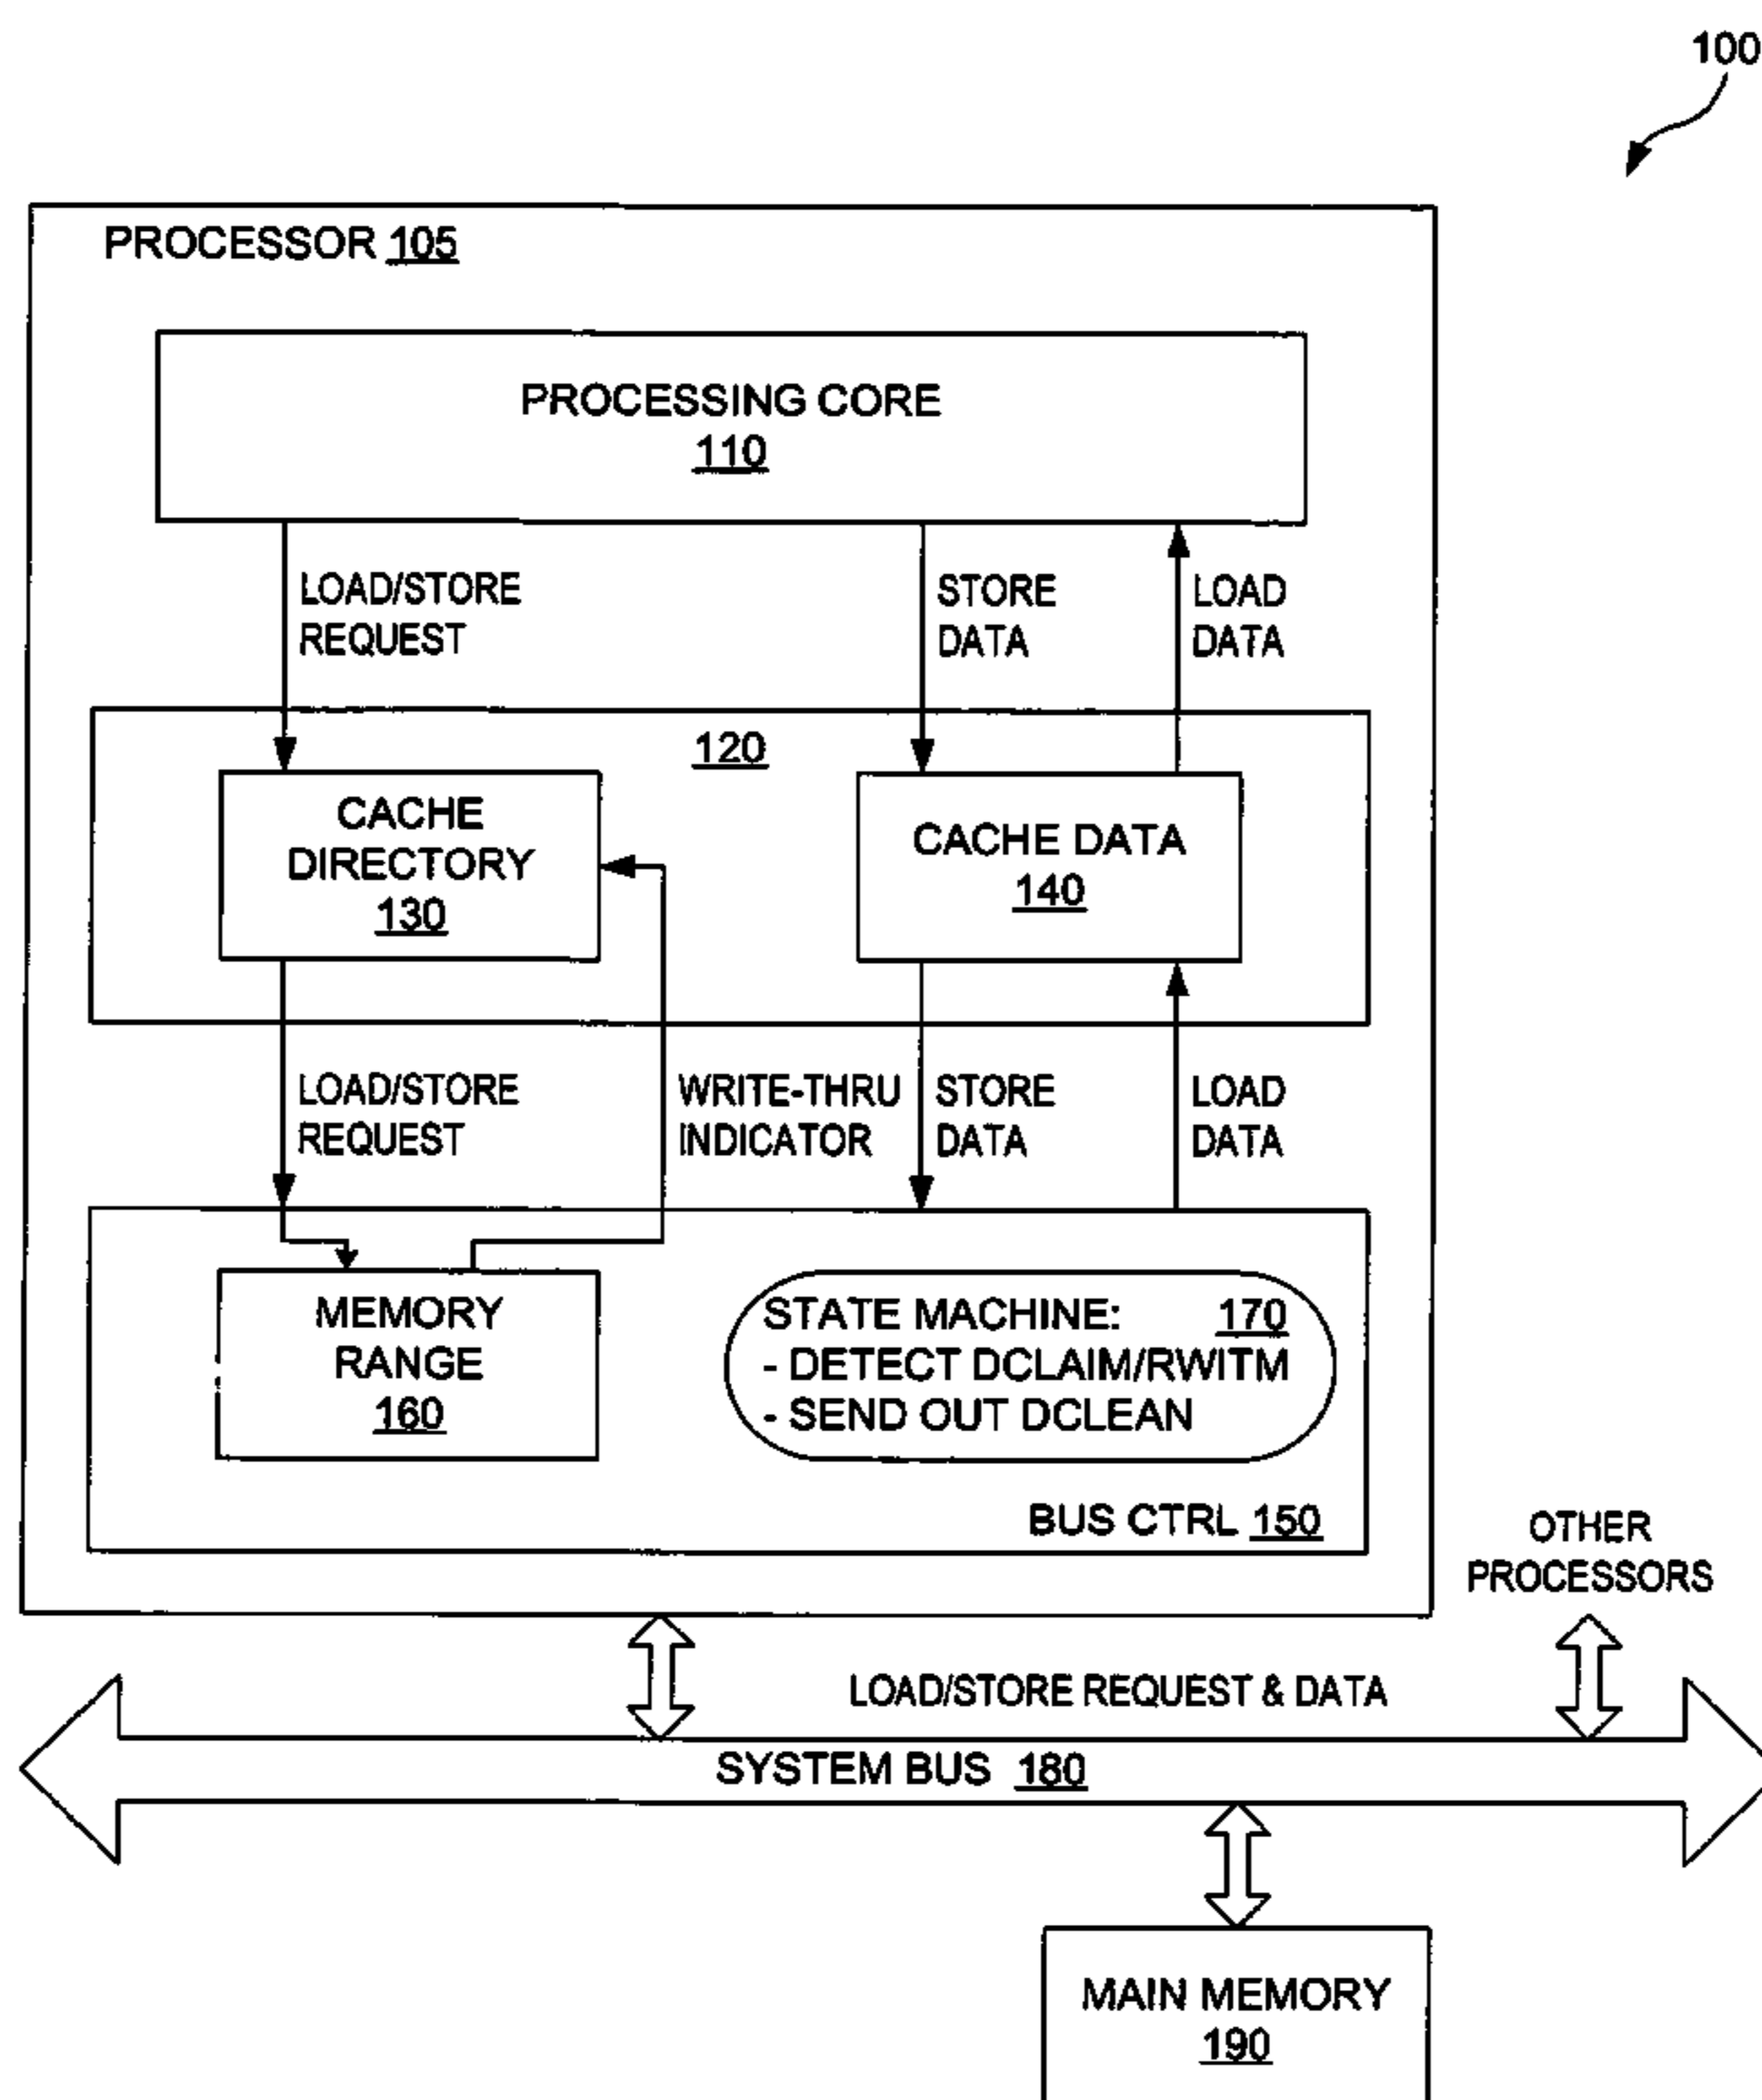 100
PROCESSOR 105
PROCESSING CORE
110
LOAD/STORE
REQUEST
STORE
DATA
LOAD
DATA
120
CACHE
DIRECTORY
130
CACHE DATA
140
LOAD/STORE
REQUEST
WRITE-THRU
INDICATOR
STORE
DATA
LOAD
DATA
MEMORY
RANGE
160
STATE MACHINE: 170
- DETECT DCLAIM/RWITM
- SEND OUT DCLEAN
BUS CTRL 150
OTHER
PROCESSORS
LOAD/STORE REQUEST & DATA
SYSTEM BUS 180
MAIN MEMORY
190